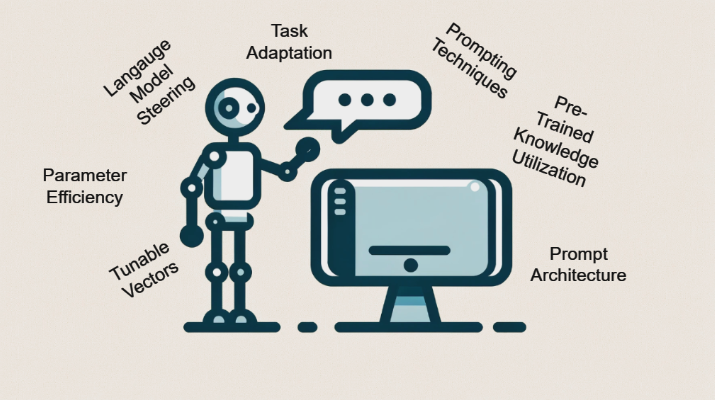 Langauge
Model
Steering
Task
Adaptation
Prompting
Techniques
Pre-
Trained
Knowledge
Utilization
Parameter
Efficiency
Tunable
Vectors
Prompt
Architecture